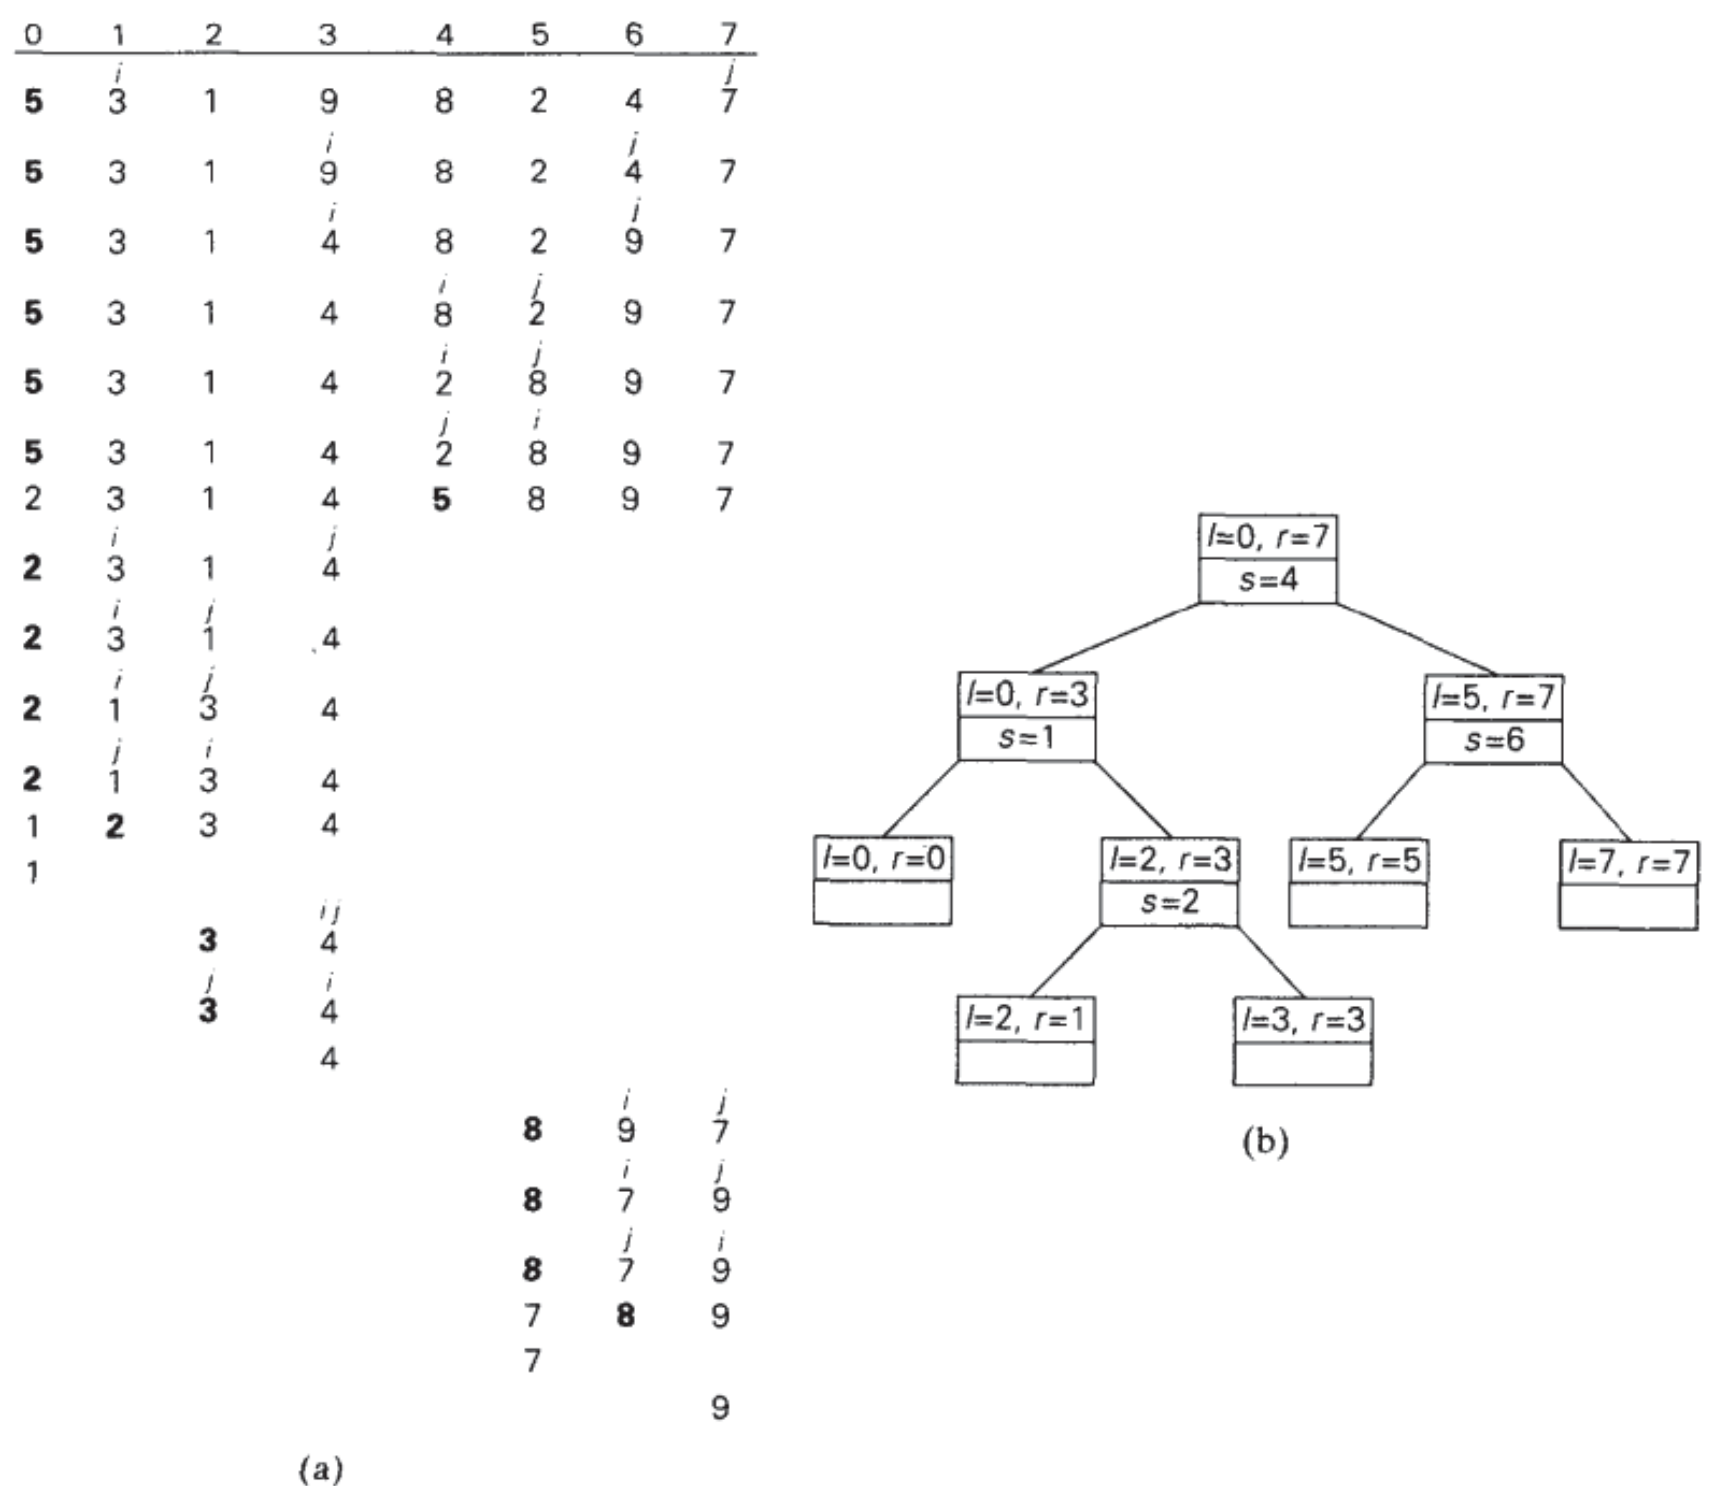 0 1 2 3 4 5 6 7
i j
5 3 1 9 8 2 4 7
i j
5 3 1 9 8 2 4 7
i j
5 3 1 4 8 2 9 7
i j
5 3 1 4 8 2 9 7
i j
5 3 1 4 2 8 9 7
j i
5 3 1 4 2 8 9 7
2 3 1 4 5 8 9 7
i j
2 3 1 4
i j
2 3 1 4
i j
2 1 3 4
j i
2 1 3 4
1 2 3 4
1
i j
3 4
j i
3 4
4
i j
8 9 7
i j
8 7 9
j i
8 7 9
7 8 9
7
9
(a)
l=0, r=7
s=4
l=0, r=3
s=1
l=5, r=7
s=6
l=0, r=0
l=2, r=3
s=2
l=5, r=5
l=7, r=7
l=2, r=1
l=3, r=3
(b)